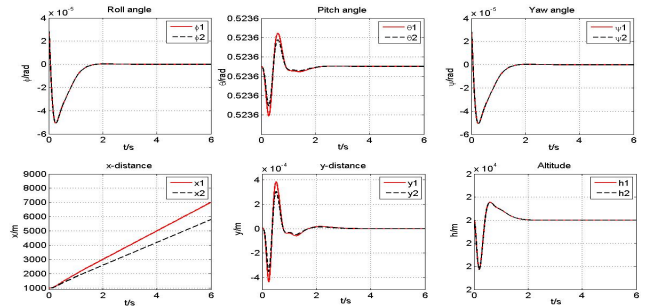 Roll angle
Pitch angle
Yaw angle
x 10⁻⁵
x 10⁻⁵
4
2
0
-2
-4
-6
0 2 4 6
t/s
ϕ/rad
ϕ1
ϕ2
0.5236
0.5236
0.5236
0.5236
0.5236
0.5236
0 2 4 6
t/s
θ/rad
θ1
θ2
4
2
0
-2
-4
-6
0 2 4 6
t/s
ψ/rad
ψ1
ψ2
x-distance
y-distance
Altitude
9000
8000
7000
6000
5000
4000
3000
2000
1000
0 2 4 6
t/s
x/m
x1
x2
x 10⁻⁴
4
2
0
-2
-4
0 2 4 6
t/s
y/m
y1
y2
x 10⁴
2
2
2
2
2
0 2 4 6
t/s
h/m
h1
h2